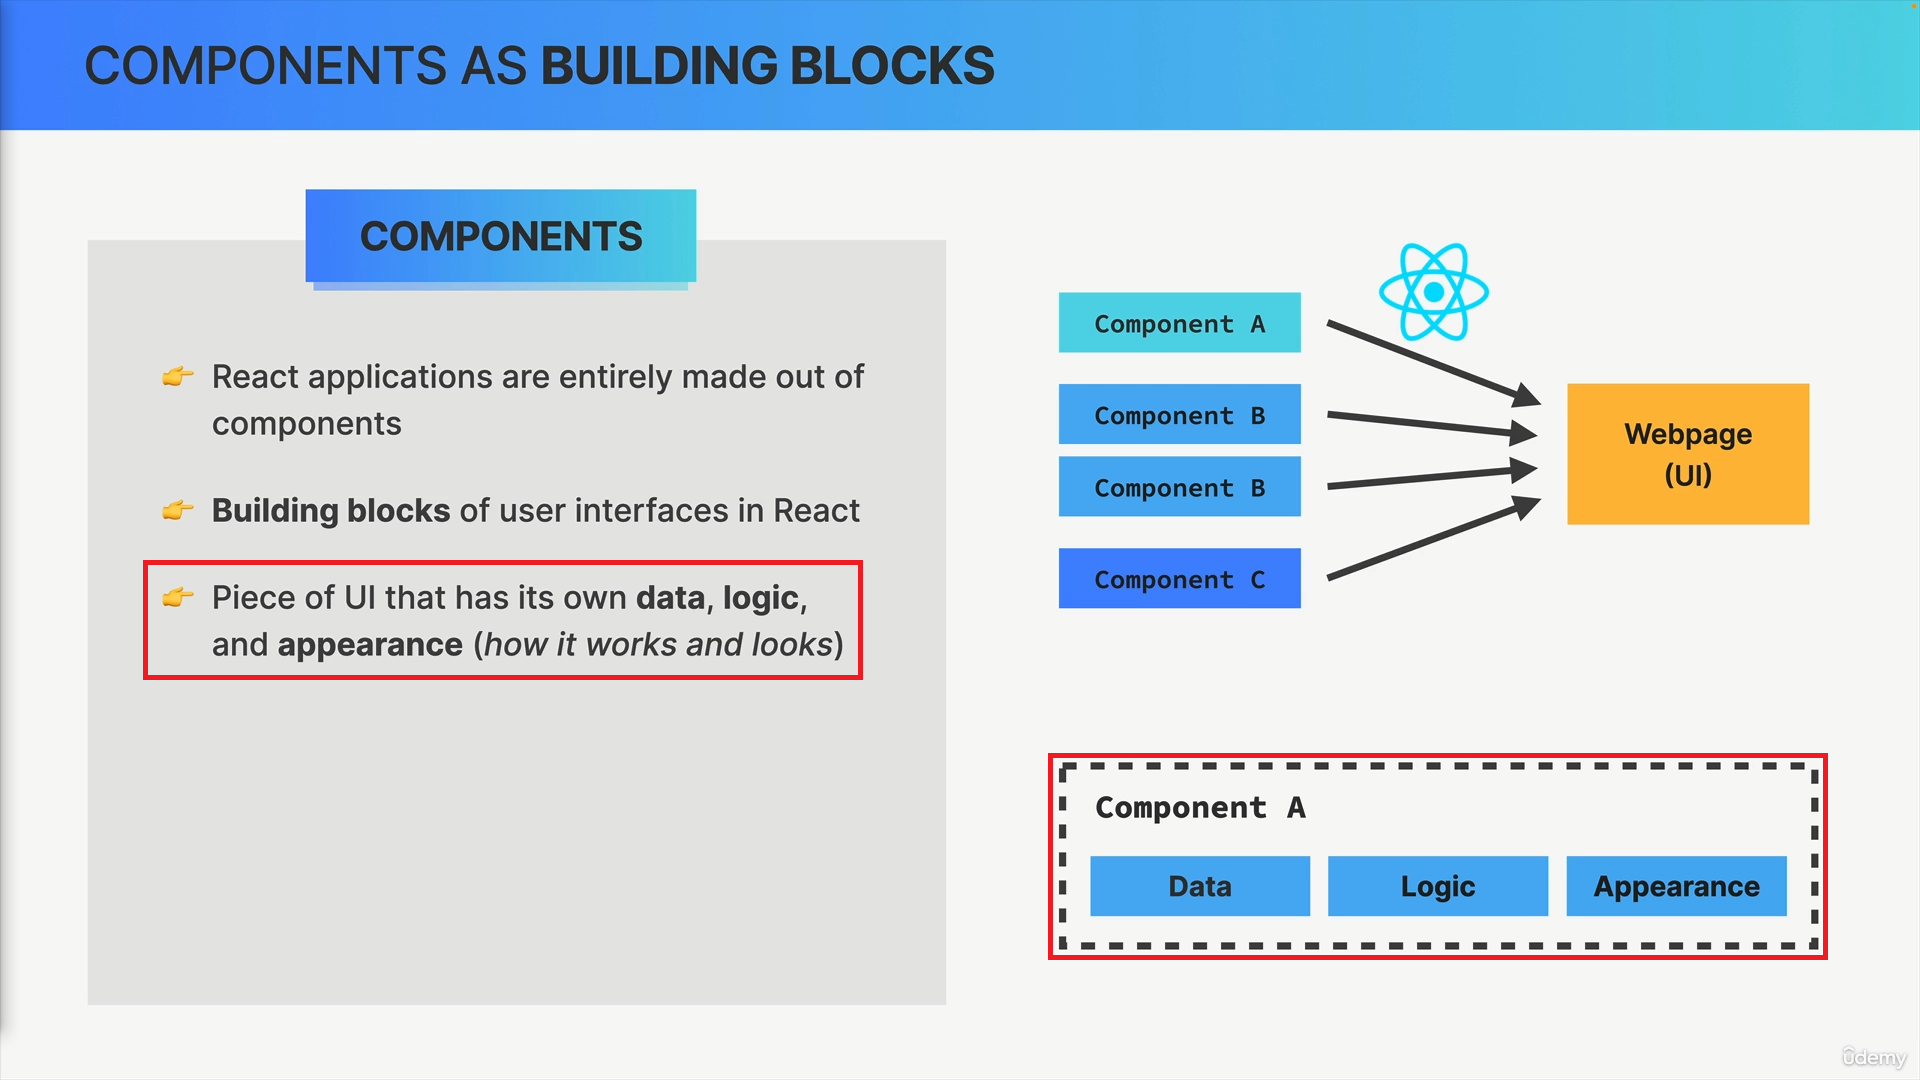 COMPONENTS AS BUILDING BLOCKS
COMPONENTS
👉 React applications are entirely made out of
components
👉 Building blocks of user interfaces in React
👉 Piece of UI that has its own data, logic,
and appearance (how it works and looks)
Component A
Component B
Component B
Component C
Webpage
(UI)
Component A
Data
Logic
Appearance
ûdemy